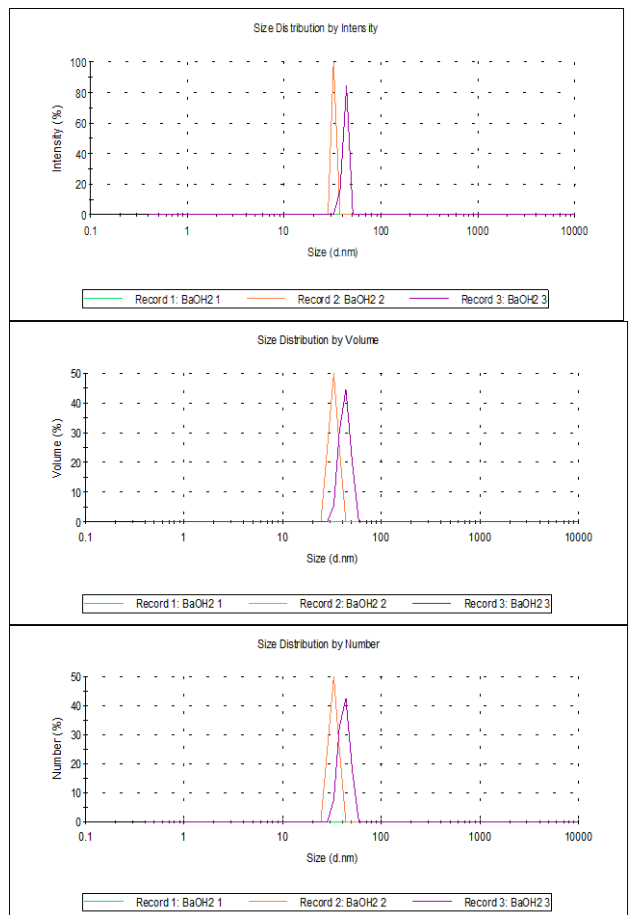 Size Distribution by Intensity
100
80
60
40
20
0
Intensity (%)
0.1 1 10 100 1000 10000
Size (d.nm)
Record 1: BaOH2 1 Record 2: BaOH2 2 Record 3: BaOH2 3
Size Distribution by Volume
50
40
30
20
10
0
Volume (%)
0.1 1 10 100 1000 10000
Size (d.nm)
Record 1: BaOH2 1 Record 2: BaOH2 2 Record 3: BaOH2 3
Size Distribution by Number
50
40
30
20
10
0
Number (%)
0.1 1 10 100 1000 10000
Size (d.nm)
Record 1: BaOH2 1 Record 2: BaOH2 2 Record 3: BaOH2 3